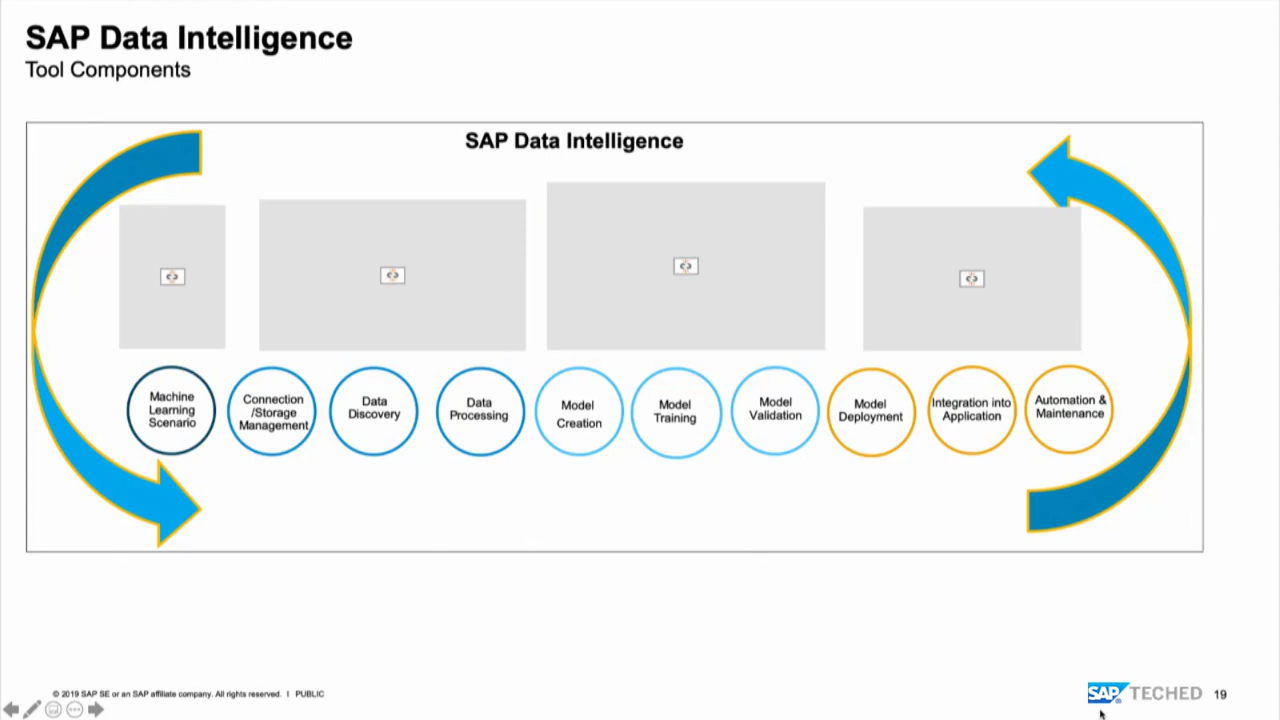 SAP Data Intelligence
Tool Components
SAP Data Intelligence
Machine
Learning
Scenario
Connection
/Storage
Management
Data
Discovery
Data
Processing
Model
Creation
Model
Training
Model
Validation
Model
Deployment
Integration into
Application
Automation &
Maintenance
© 2019 SAP SE or an SAP affiliate company. All rights reserved. I PUBLIC
SAP TECHED 19